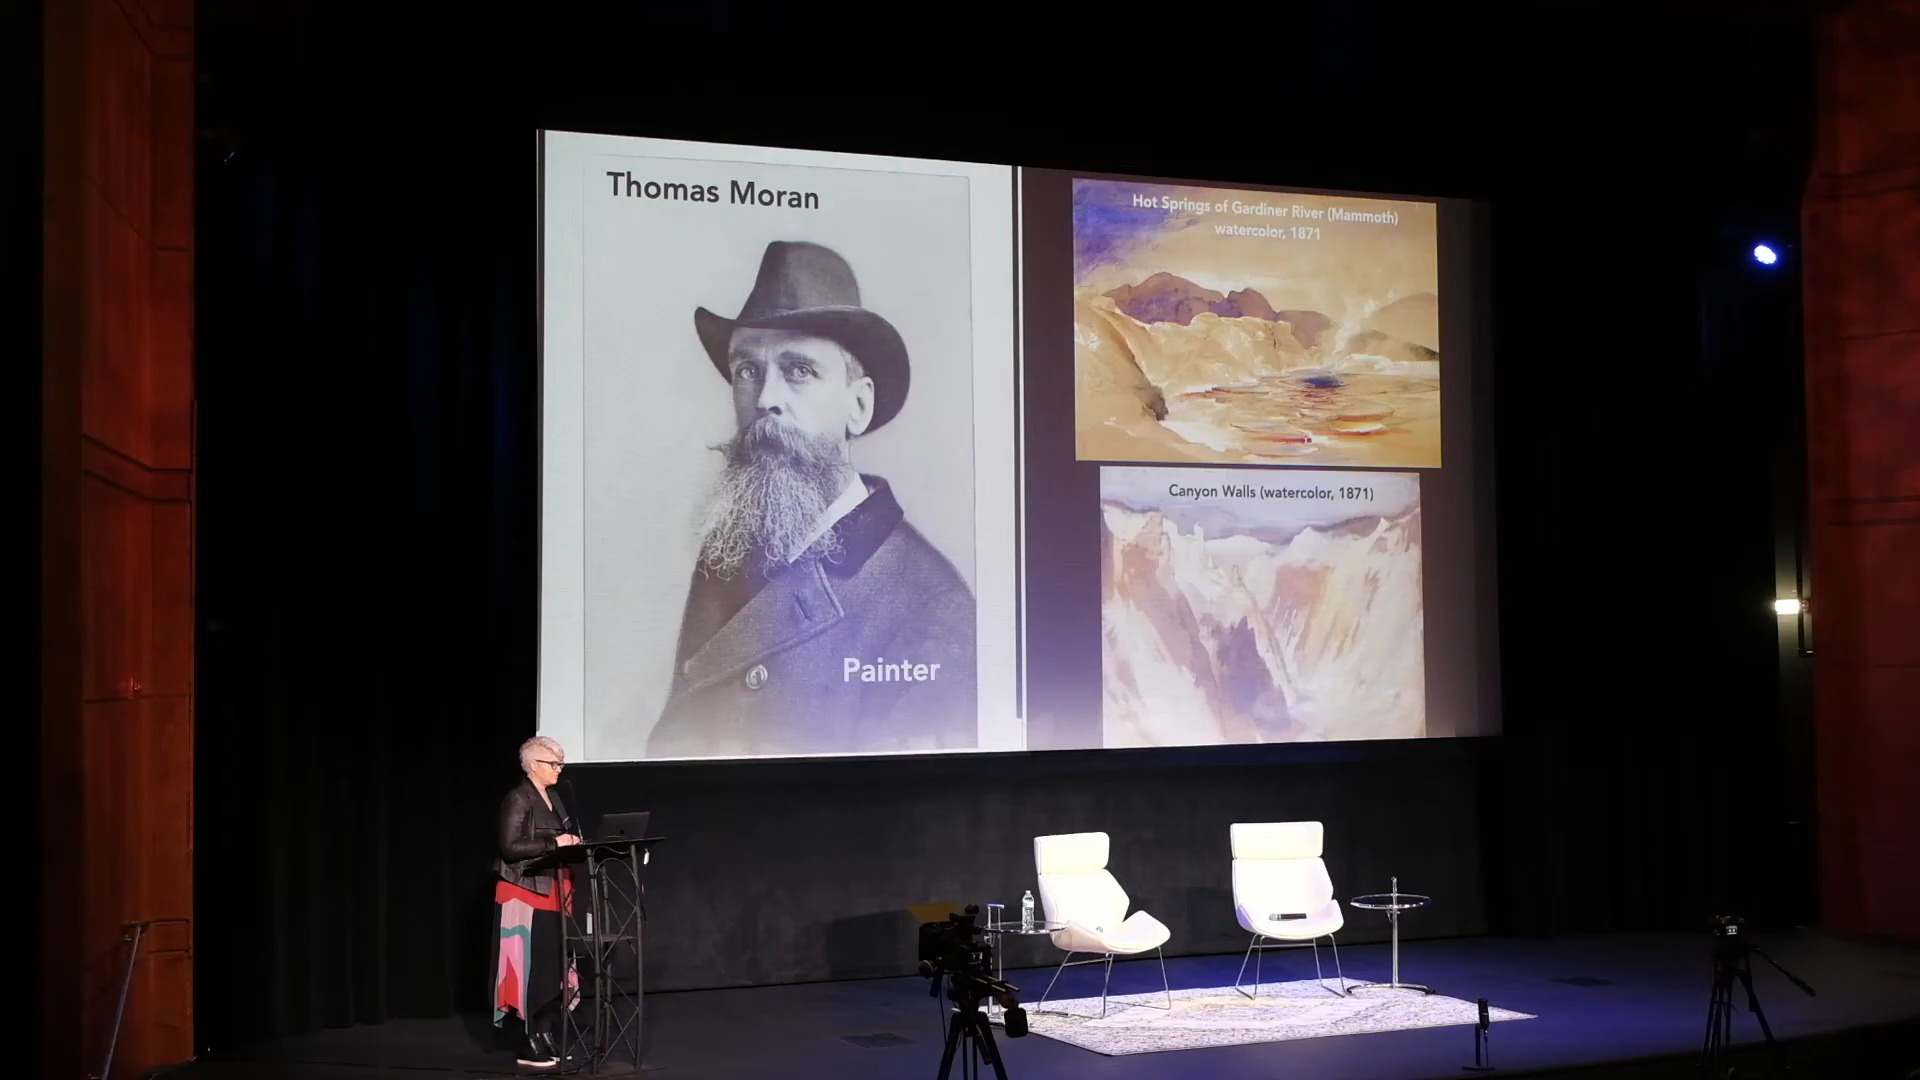 Thomas Moran
Painter
Hot Springs of Gardiner River (Mammoth)
watercolor, 1871
Canyon Walls (watercolor, 1871)